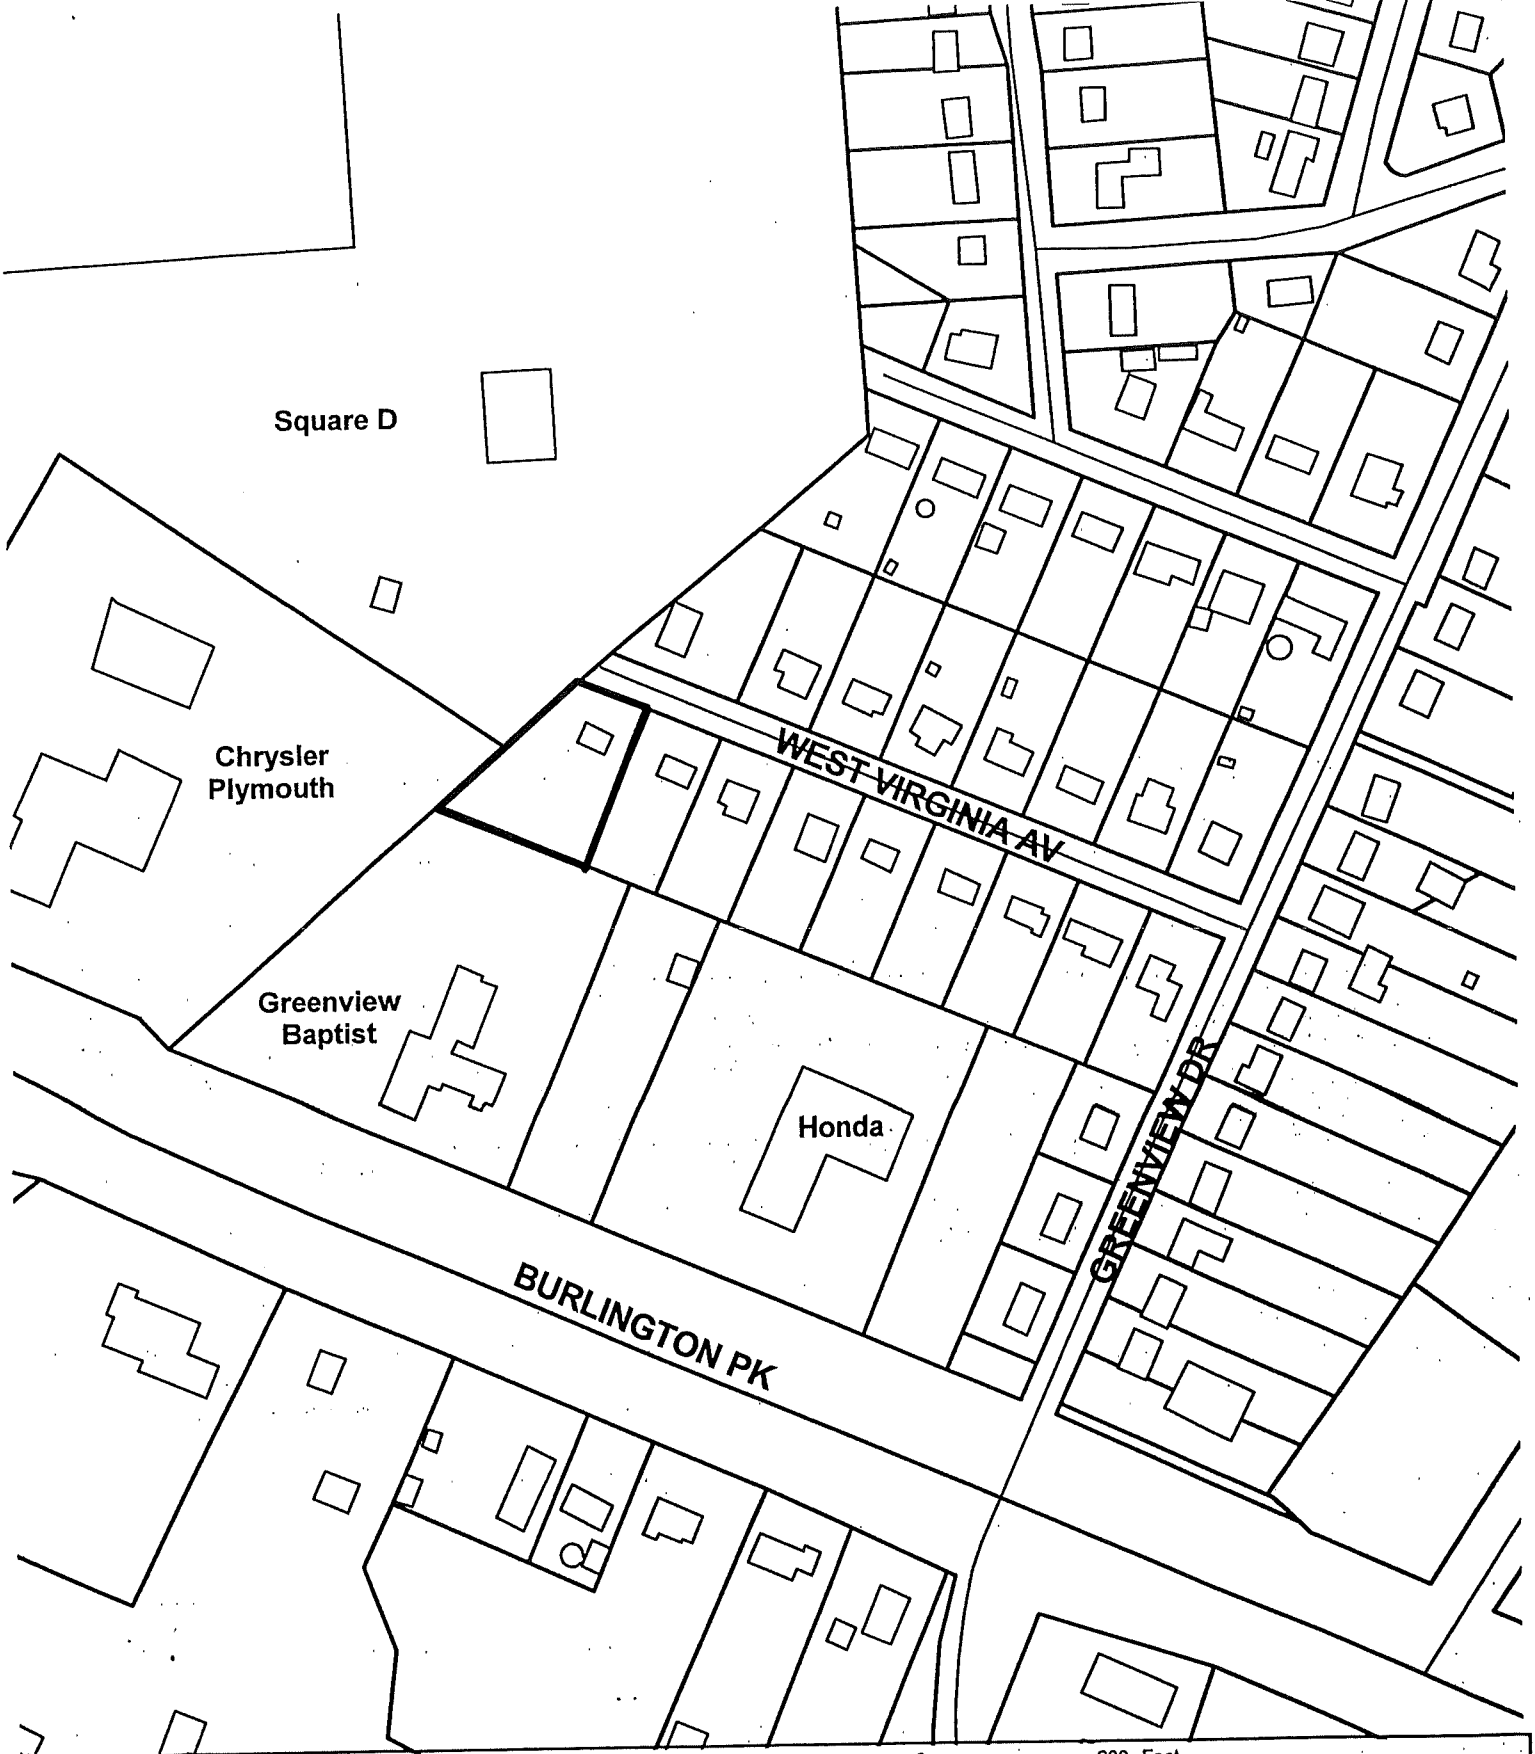 Square D
Chrysler
Plymouth
WEST VIRGINIA AV
Greenview
Baptist
Honda
GREENVIEW DR
BURLINGTON PK